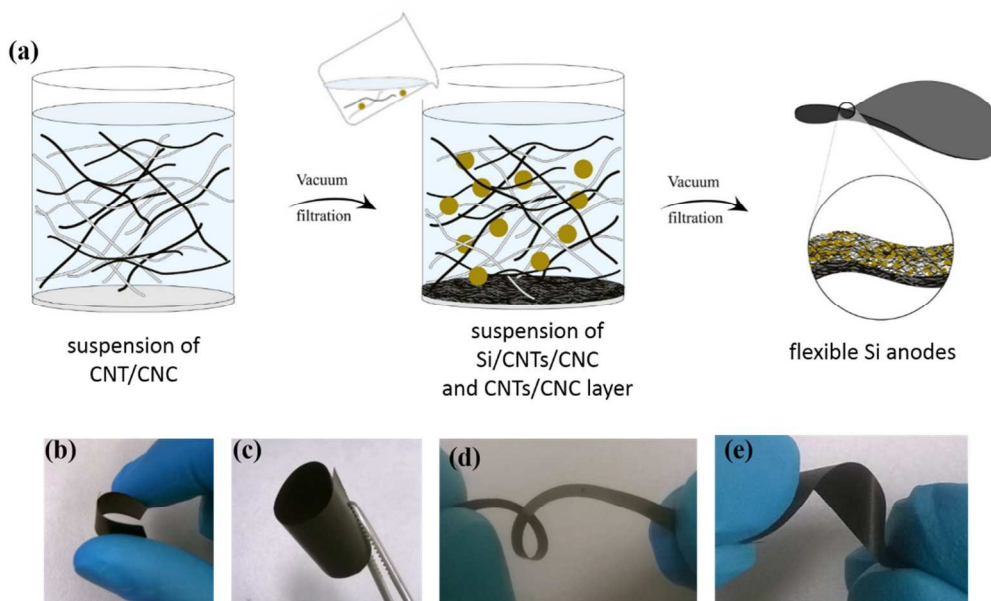 (a)
Vacuum
filtration
Vacuum
filtration
suspension of
CNT/CNC
suspension of
Si/CNTs/CNC
and CNTs/CNC layer
flexible Si anodes
(b)
(c)
(d)
(e)